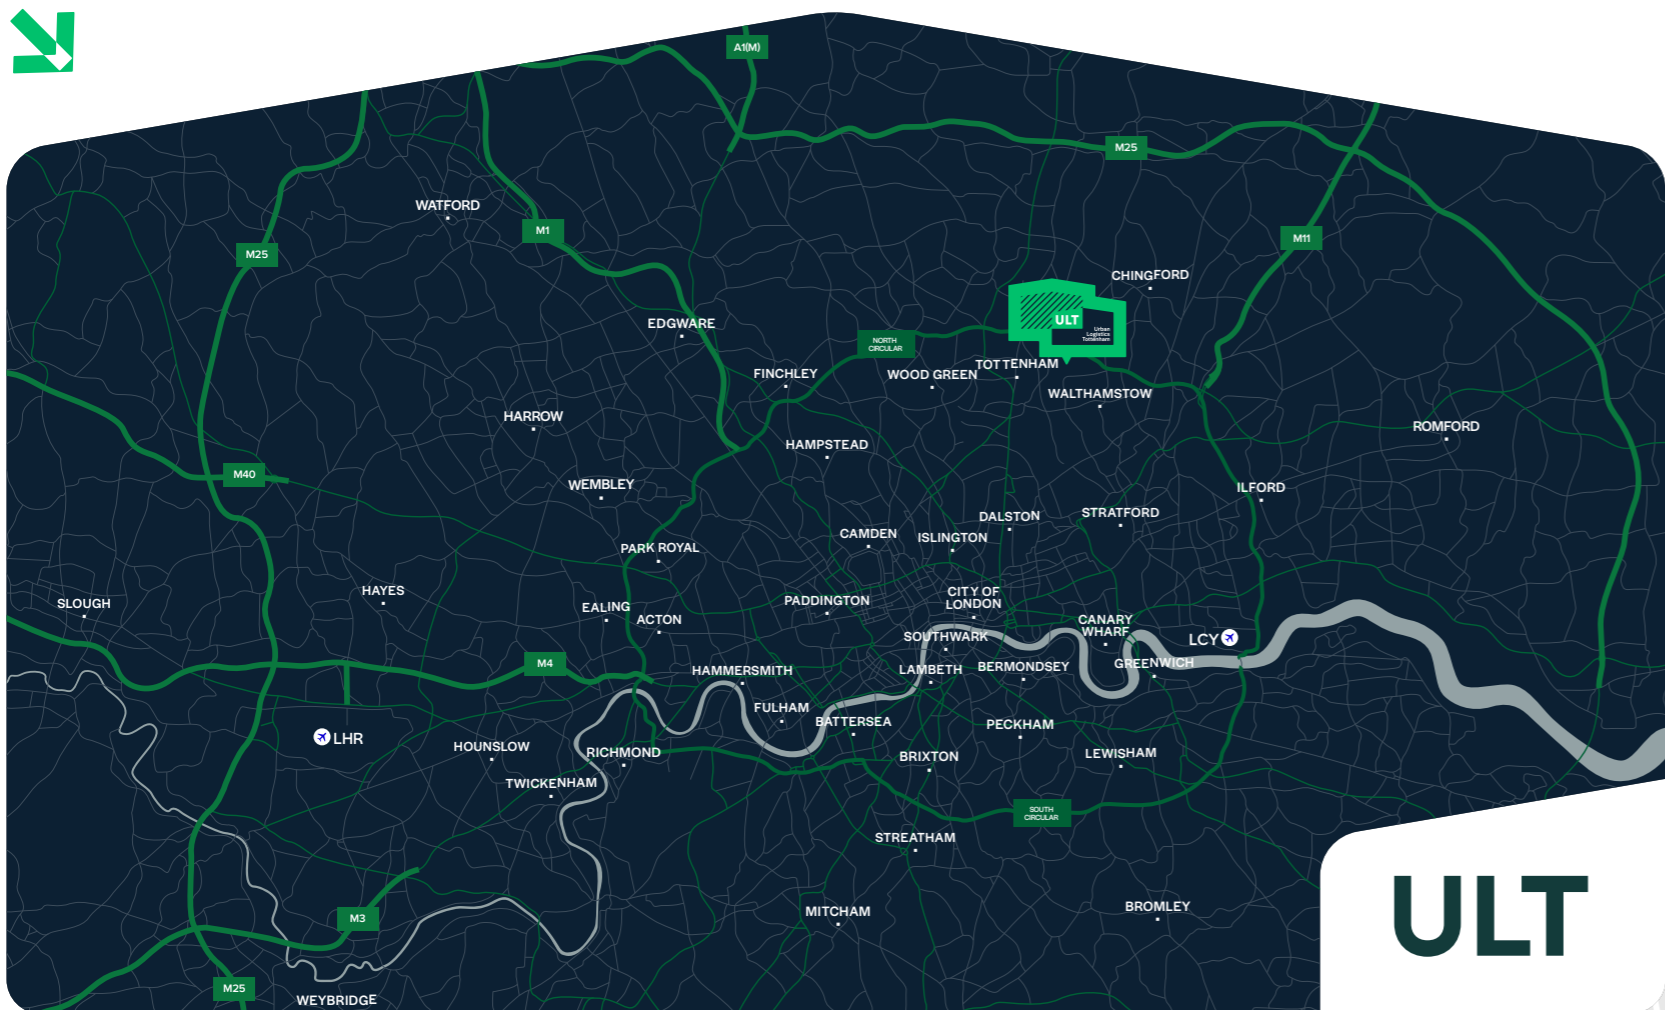 A1(M)
M25
WATFORD
M1
M11
M25
CHINGFORD
ULT
Urban
Logistics
Tottenham
EDGWARE
NORTH
CIRCULAR
TOTTENHAM
FINCHLEY
WOOD GREEN
WALTHAMSTOW
HARROW
ROMFORD
HAMPSTEAD
M40
WEMBLEY
ILFORD
DALSTON
STRATFORD
CAMDEN
ISLINGTON
PARK ROYAL
HAYES
CITY OF
LONDON
SLOUGH
EALING
PADDINGTON
ACTON
CANARY
WHARF
SOUTHWARK
LCY
M4
HAMMERSMITH
LAMBETH
BERMONDSEY
GREENWICH
FULHAM
BATTERSEA
PECKHAM
LHR
HOUNSLOW
RICHMOND
BRIXTON
LEWISHAM
TWICKENHAM
SOUTH
CIRCULAR
STREATHAM
MITCHAM
BROMLEY
M3
ULT
M25
WEYBRIDGE